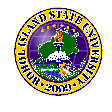 BOHOL ISLAND STATE UNIVERSITY
2009